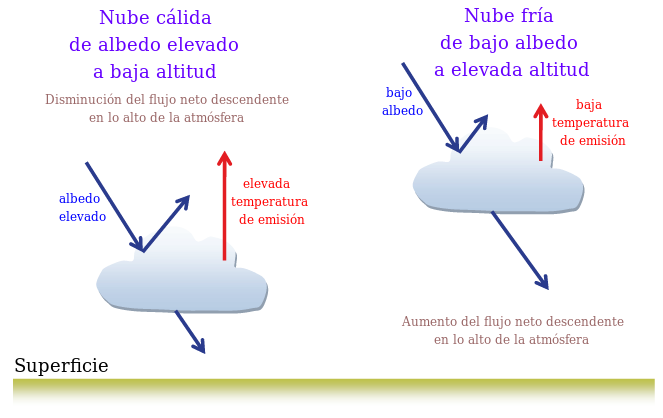 Nube cálida
de albedo elevado
a baja altitud
Disminución del flujo neto descendente
en lo alto de la atmósfera
albedo
elevado
elevada
temperatura
de emisión
Nube fría
de bajo albedo
a elevada altitud
bajo
albedo
baja
temperatura
de emisión
Aumento del flujo neto descendente
en lo alto de la atmósfera
Superficie